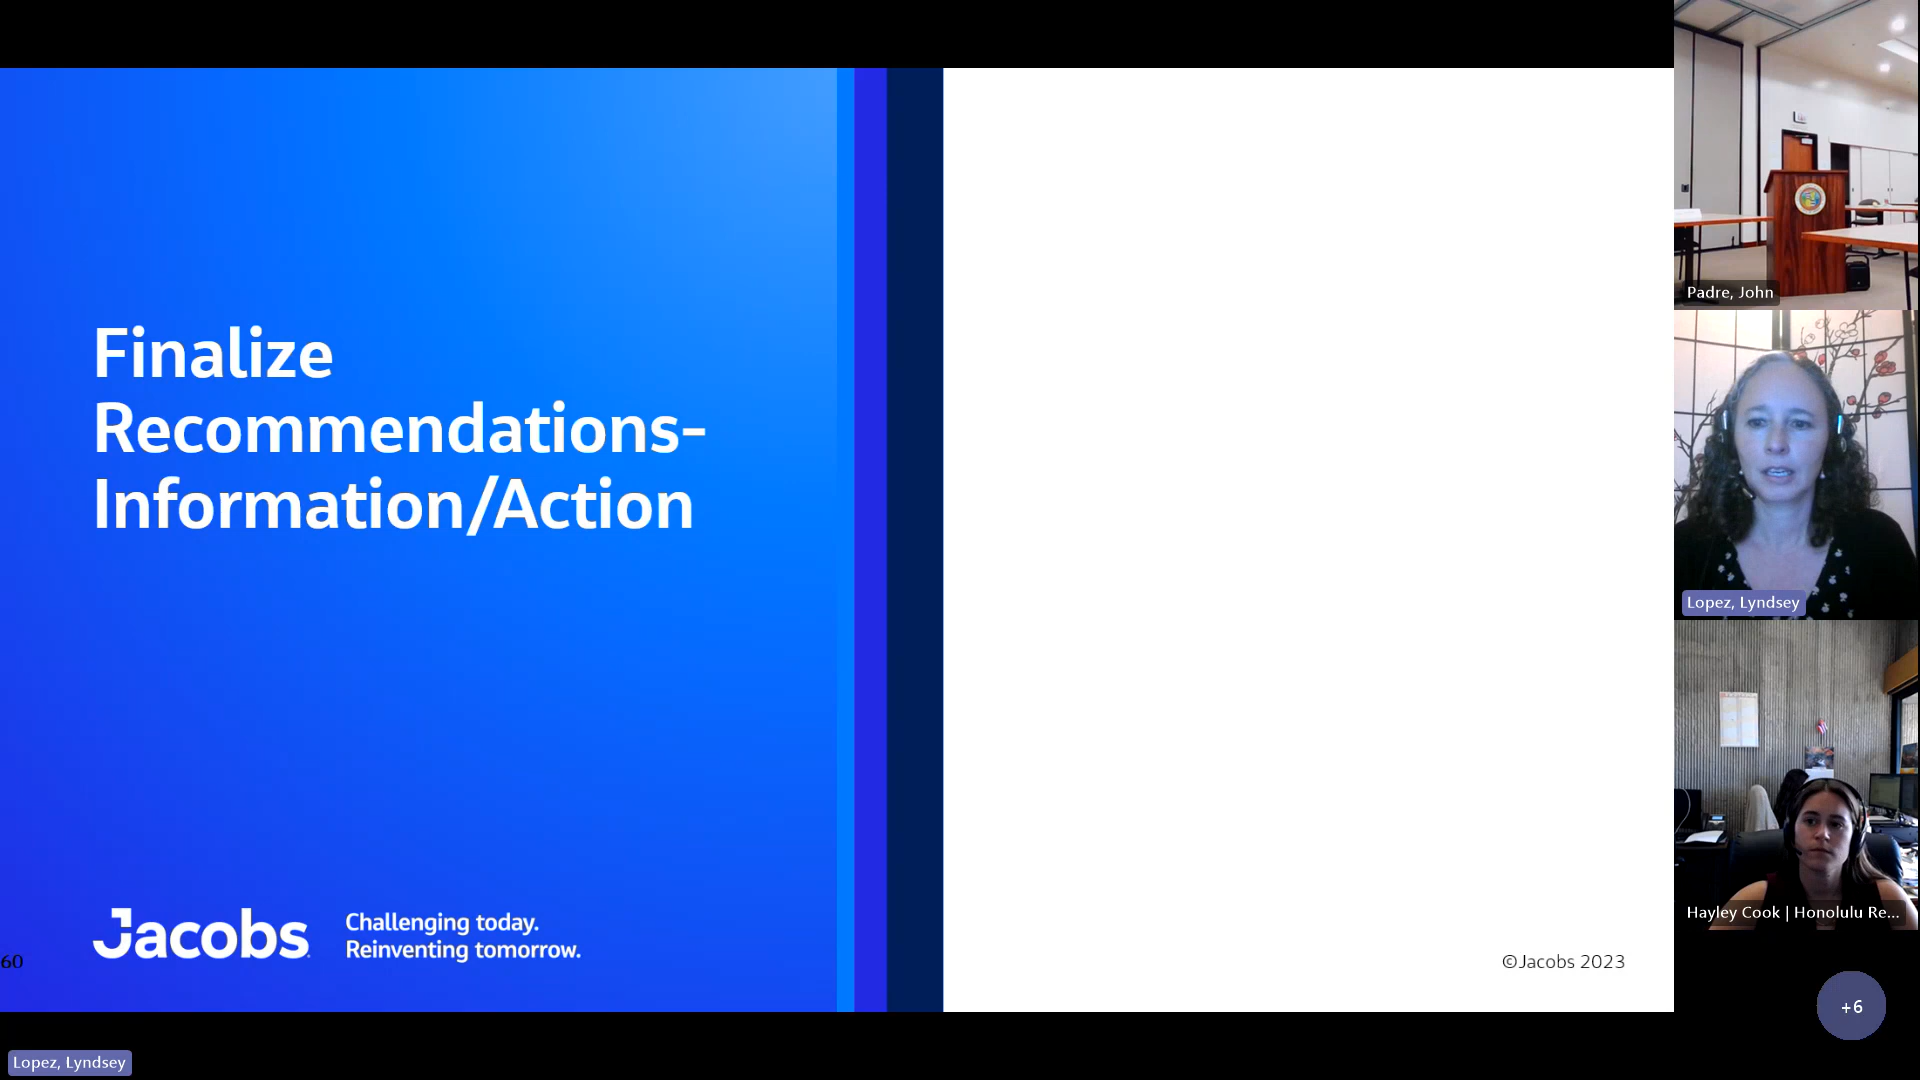 Finalize
Recommendations-
Information/Action
Jacobs
Challenging today.
Reinventing tomorrow.
60
©Jacobs 2023
Padre, John
Lopez, Lyndsey
Hayley Cook | Honolulu Re...
+6
Lopez, Lyndsey